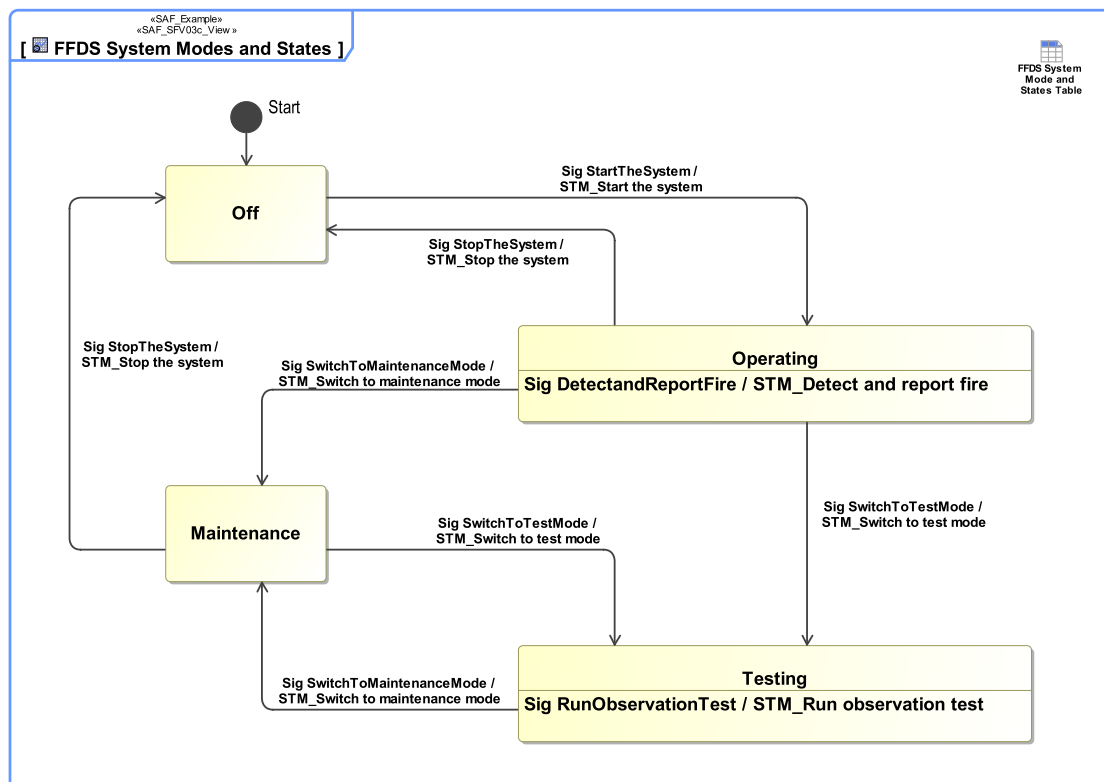 «SAF_Example»
«SAF_SFV03c_View »
[ FFDS System Modes and States ]
FFDS System
Mode and
States Table
Start
Sig StartTheSystem /
STM_Start the system
Off
Sig StopTheSystem /
STM_Stop the system
Sig StopTheSystem /
STM_Stop the system
Sig SwitchToMaintenanceMode /
STM_Switch to maintenance mode
Operating
Sig DetectandReportFire / STM_Detect and report fire
Maintenance
Sig SwitchToTestMode /
STM_Switch to test mode
Sig SwitchToTestMode /
STM_Switch to test mode
Sig SwitchToMaintenanceMode /
STM_Switch to maintenance mode
Testing
Sig RunObservationTest / STM_Run observation test